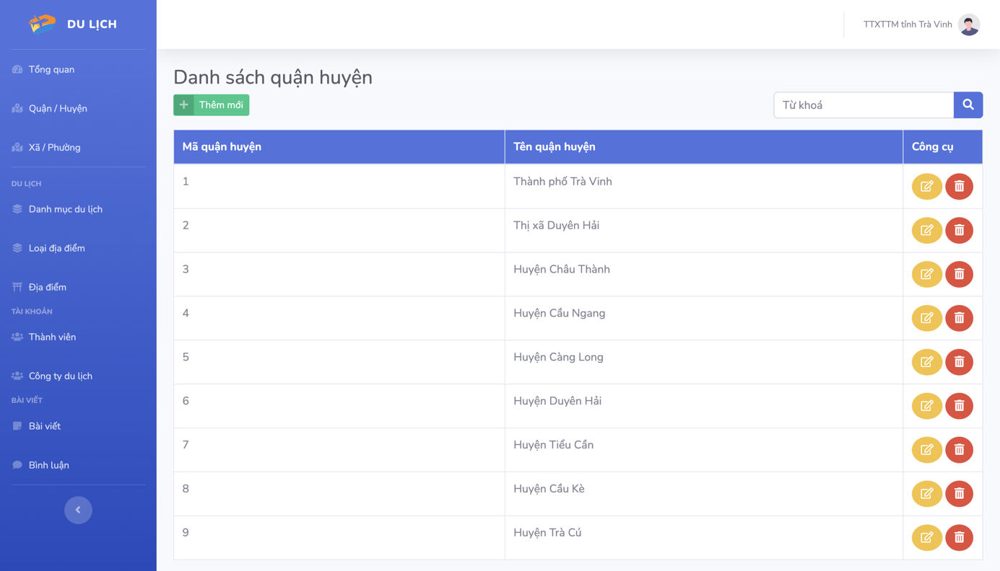 DU LỊCH
TTXTTM tỉnh Trà Vinh
Tổng quan
Quận / Huyện
Xã / Phường
DU LỊCH
Danh mục du lịch
Loại địa điểm
Địa điểm
TÀI KHOẢN
Thành viên
Công ty du lịch
BÀI VIẾT
Bài viết
Bình luận
Danh sách quận huyện
Thêm mới
Từ khoá
Mã quận huyện Tên quận huyện Công cụ
1 Thành phố Trà Vinh
2 Thị xã Duyên Hải
3 Huyện Châu Thành
4 Huyện Cầu Ngang
5 Huyện Càng Long
6 Huyện Duyên Hải
7 Huyện Tiểu Cần
8 Huyện Cầu Kè
9 Huyện Trà Cú